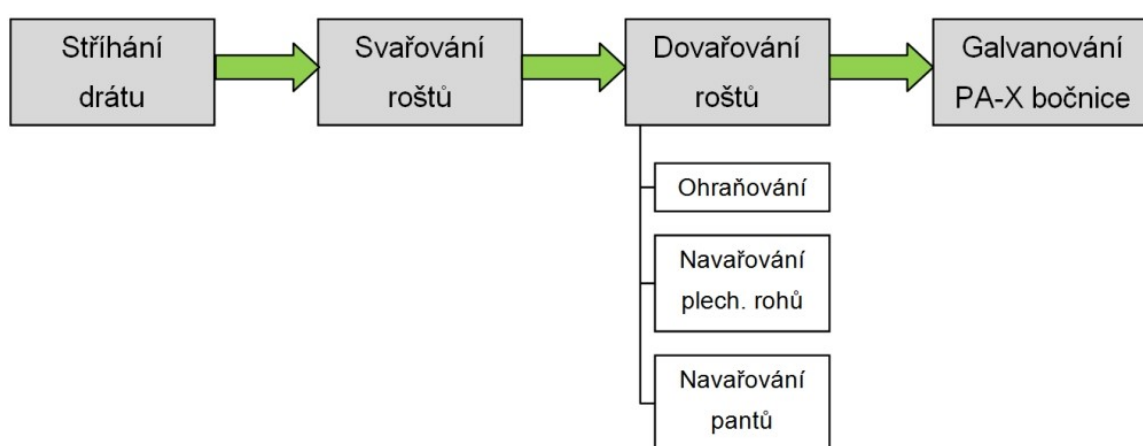 Stříhání
drátu
Svařování
roštů
Dovařování
roštů
Galvanování
PA-X bočnice
Ohraňování
Navařování
plech. rohů
Navařování
pantů